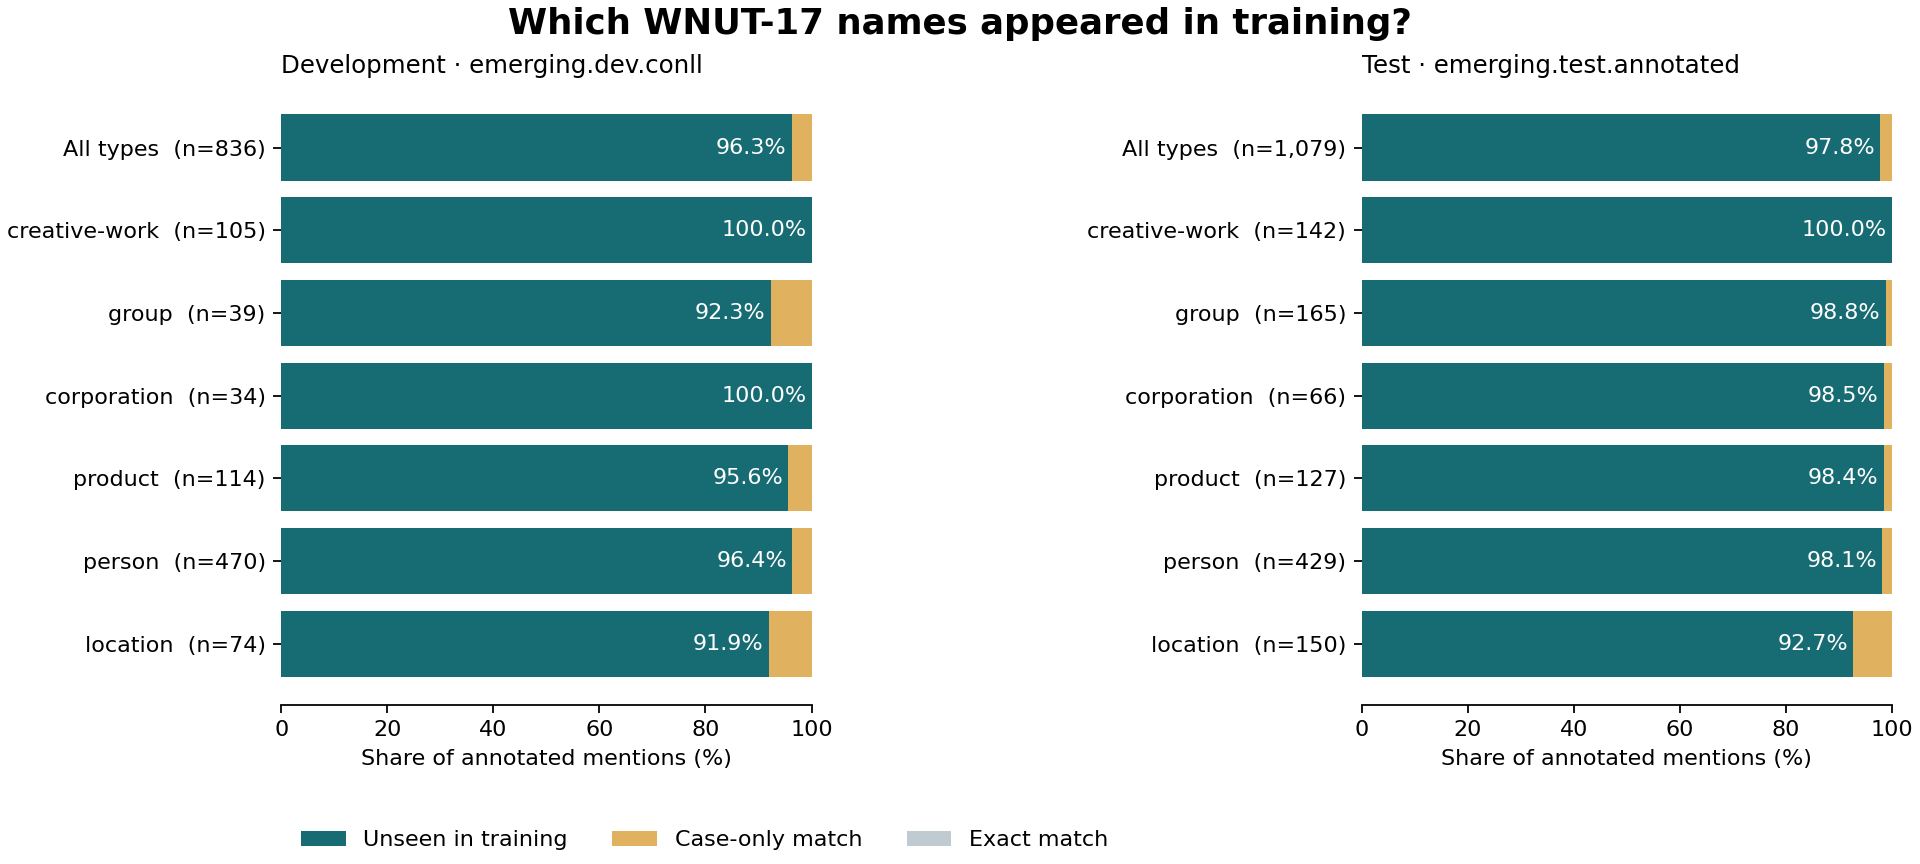 Which WNUT-17 names appeared in training?
Development · emerging.dev.conll
All types (n=836)
96.3%
creative-work (n=105)
100.0%
group (n=39)
92.3%
corporation (n=34)
100.0%
product (n=114)
95.6%
person (n=470)
96.4%
location (n=74)
91.9%
0 20 40 60 80 100
Share of annotated mentions (%)
Test · emerging.test.annotated
All types (n=1,079)
97.8%
creative-work (n=142)
100.0%
group (n=165)
98.8%
corporation (n=66)
98.5%
product (n=127)
98.4%
person (n=429)
98.1%
location (n=150)
92.7%
0 20 40 60 80 100
Share of annotated mentions (%)
Unseen in training Case-only match Exact match